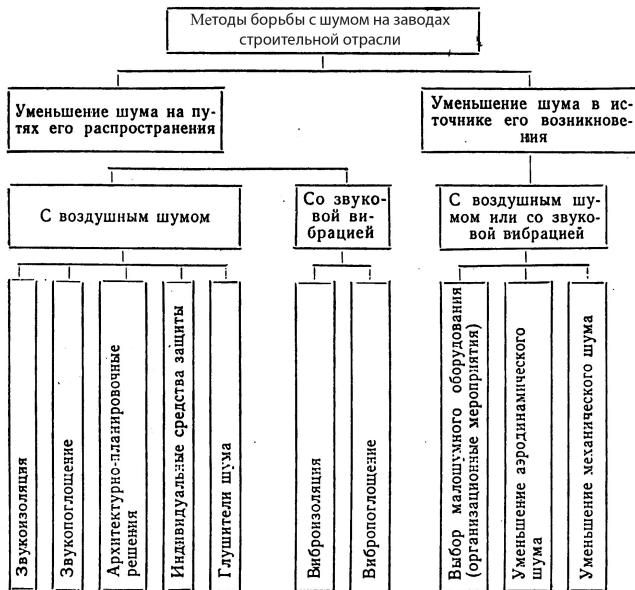 Методы борьбы с шумом на заводах
строительной отрасли
Уменьшение шума на пу-
тях его распространения
Уменьшение шума в ис-
точнике его возникнове-
ния
С воздушным шумом
Со звуко-
вой виб-
рацией
С воздушным шу-
мом или со звуко-
вой вибрацией
Звукоизоляция
Звукопоглощение
Архитектурно-планировочные
решения
Индивидуальные средства защиты
Глушители шума
Виброизоляция
Вибропоглощение
Выбор малошумного оборудования
(организационные мероприятия)
Уменьшение аэродинамического
шума
Уменьшение механического шума